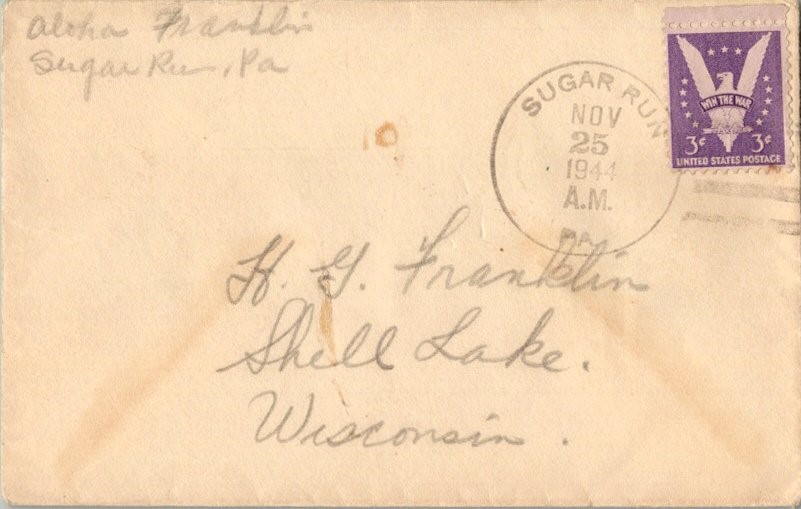 Aloha Franklin
Sugar Run, Pa
SUGAR RUN
NOV
25
1944
A.M.
PA.
WIN THE WAR
3¢ 3¢
UNITED STATES POSTAGE
H. G. Franklin
Shell Lake.
Wisconsin.